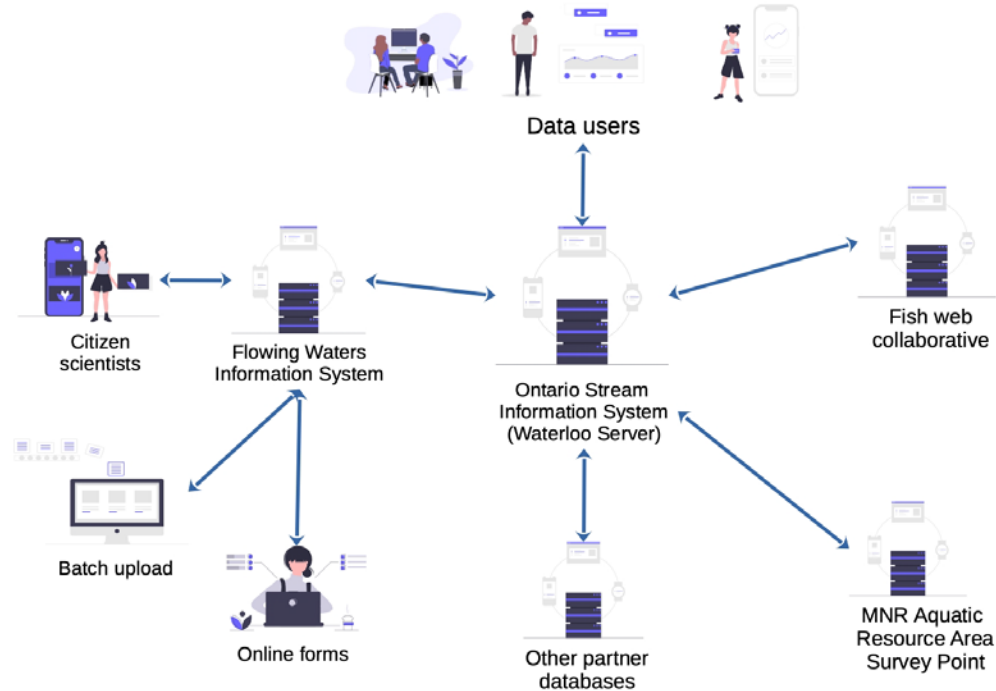 Data users
Citizen
scientists
Flowing Waters
Information System
Ontario Stream
Information System
(Waterloo Server)
Fish web
collaborative
Batch upload
Online forms
Other partner
databases
MNR Aquatic
Resource Area
Survey Point